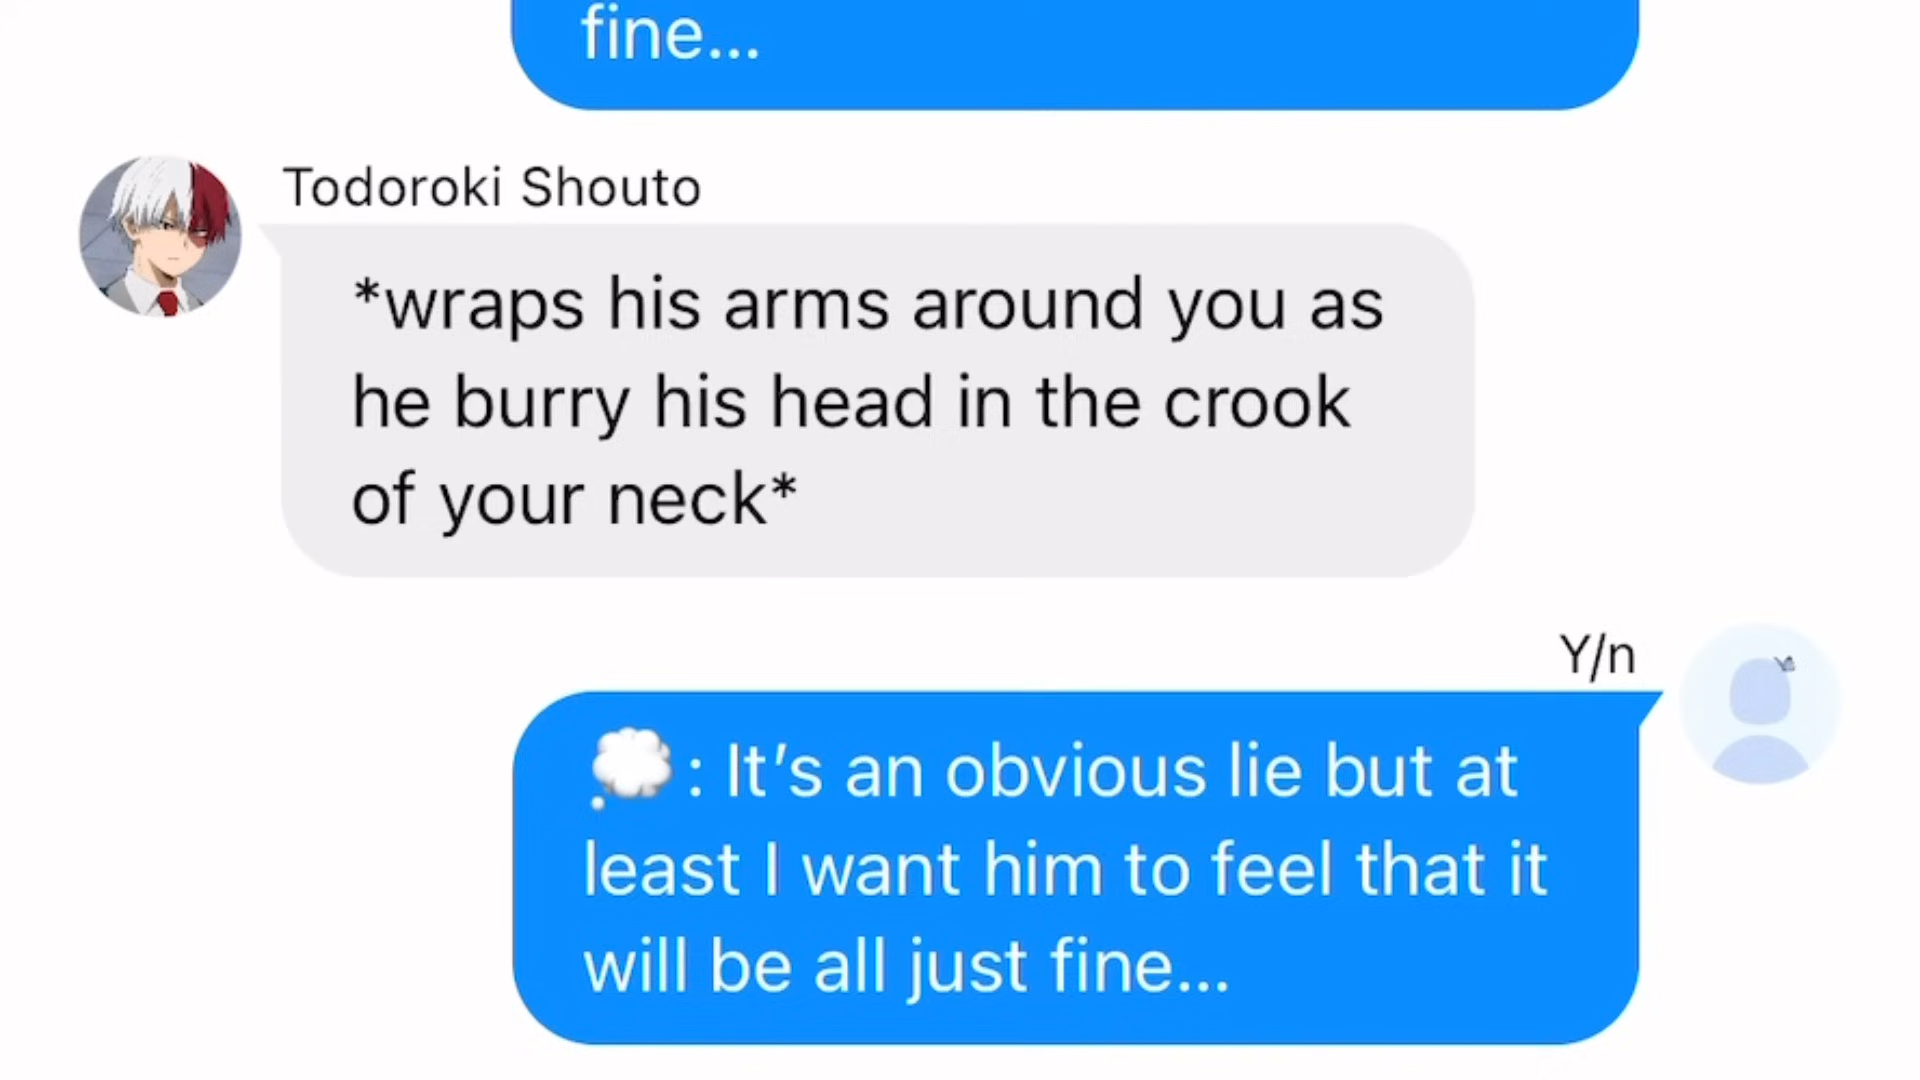 fine...
Todoroki Shouto
*wraps his arms around you as
he burry his head in the crook
of your neck*
Y/n
💭: It’s an obvious lie but at
least I want him to feel that it
will be all just fine...